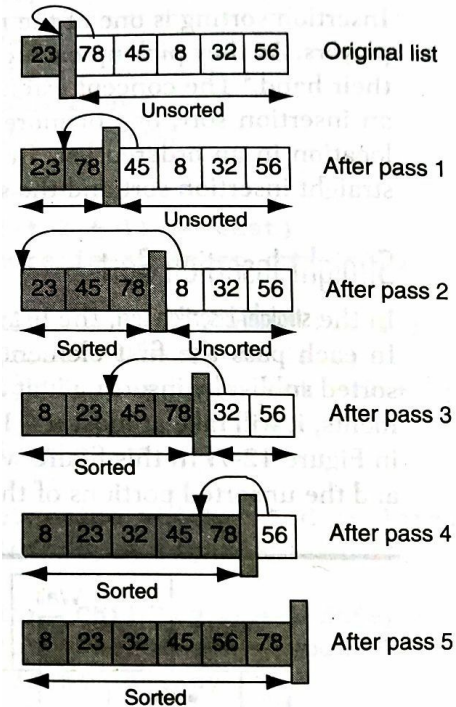 23 78 45 8 32 56 Original list
Unsorted
23 78 45 8 32 56 After pass 1
Unsorted
23 45 78 8 32 56 After pass 2
Sorted Unsorted
8 23 45 78 32 56 After pass 3
Sorted
8 23 32 45 78 56 After pass 4
Sorted
8 23 32 45 56 78 After pass 5
Sorted